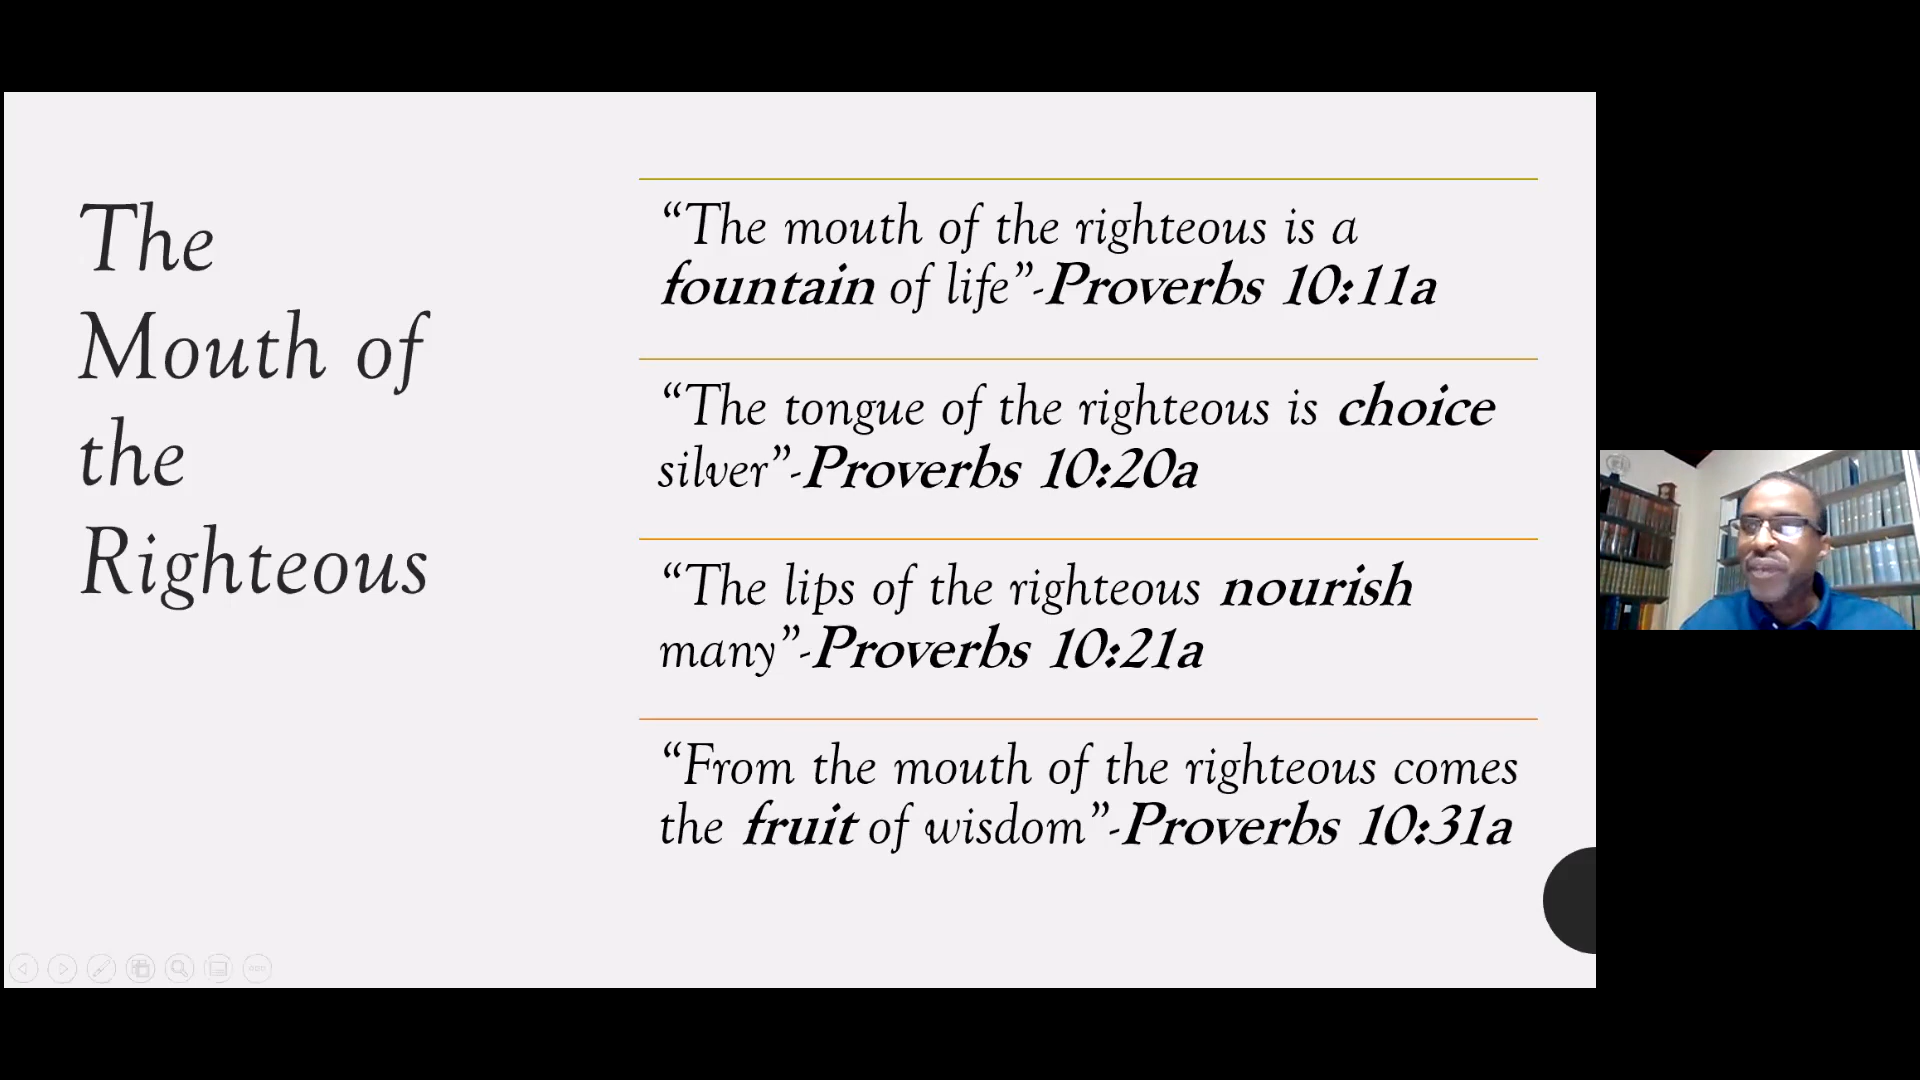 The
Mouth of
the
Righteous
“The mouth of the righteous is a
fountain of life”-Proverbs 10:11a
“The tongue of the righteous is choice
silver”-Proverbs 10:20a
“The lips of the righteous nourish
many”-Proverbs 10:21a
“From the mouth of the righteous comes
the fruit of wisdom”-Proverbs 10:31a